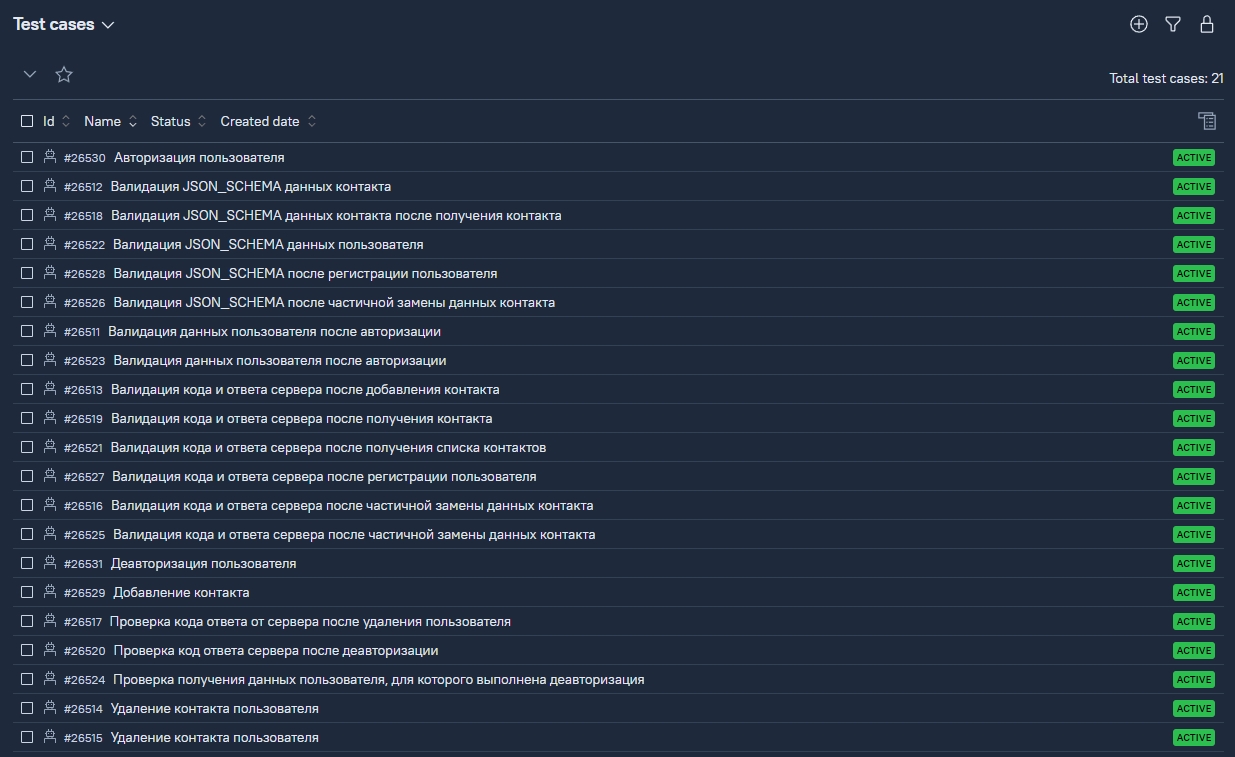 Test cases
Total test cases: 21
Id Name Status Created date
#26530 Авторизация пользователя ACTIVE
#26512 Валидация JSON_SCHEMA данных контакта ACTIVE
#26518 Валидация JSON_SCHEMA данных контакта после получения контакта ACTIVE
#26522 Валидация JSON_SCHEMA данных пользователя ACTIVE
#26528 Валидация JSON_SCHEMA после регистрации пользователя ACTIVE
#26526 Валидация JSON_SCHEMA после частичной замены данных контакта ACTIVE
#26511 Валидация данных пользователя после авторизации ACTIVE
#26523 Валидация данных пользователя после авторизации ACTIVE
#26513 Валидация кода и ответа сервера после добавления контакта ACTIVE
#26519 Валидация кода и ответа сервера после получения контакта ACTIVE
#26521 Валидация кода и ответа сервера после получения списка контактов ACTIVE
#26527 Валидация кода и ответа сервера после регистрации пользователя ACTIVE
#26516 Валидация кода и ответа сервера после частичной замены данных контакта ACTIVE
#26525 Валидация кода и ответа сервера после частичной замены данных контакта ACTIVE
#26531 Деавторизация пользователя ACTIVE
#26529 Добавление контакта ACTIVE
#26517 Проверка кода ответа от сервера после удаления пользователя ACTIVE
#26520 Проверка код ответа сервера после деавторизации ACTIVE
#26524 Проверка получения данных пользователя, для которого выполнена деавторизация ACTIVE
#26514 Удаление контакта пользователя ACTIVE
#26515 Удаление контакта пользователя ACTIVE